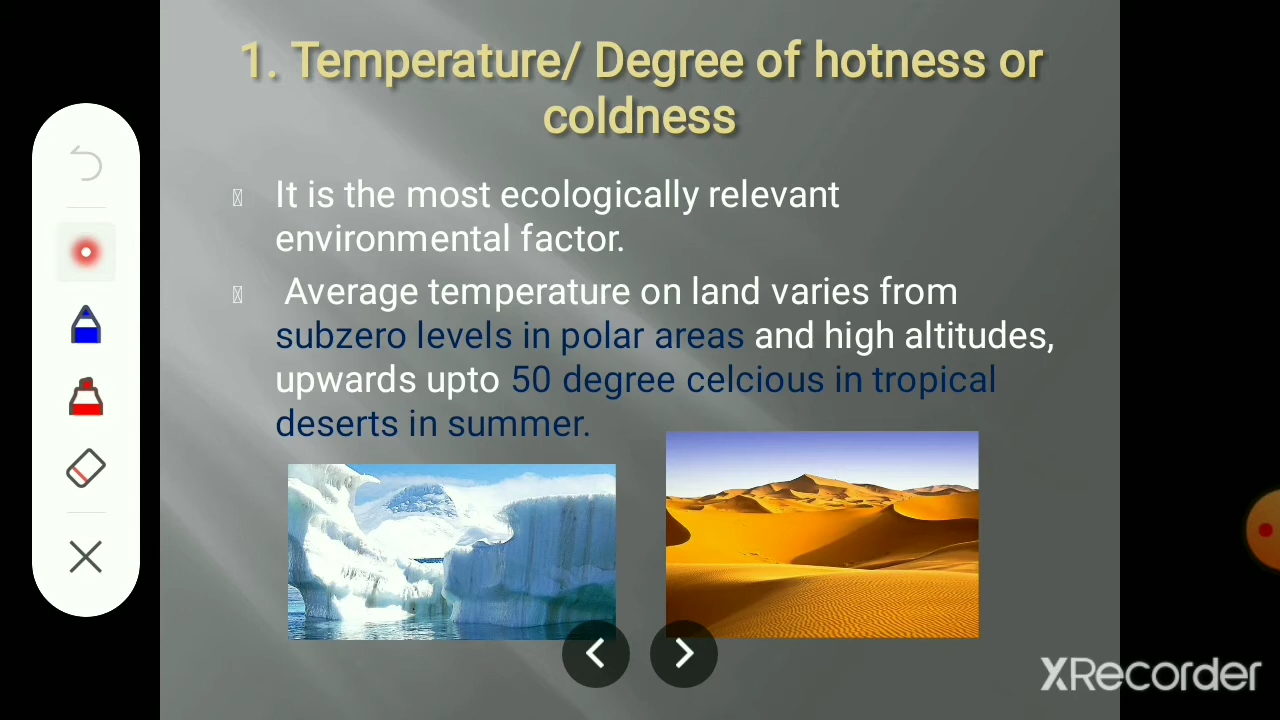 1. Temperature/ Degree of hotness or
coldness
It is the most ecologically relevant
environmental factor.
Average temperature on land varies from
subzero levels in polar areas and high altitudes,
upwards upto 50 degree celcious in tropical
deserts in summer.
XRecorder